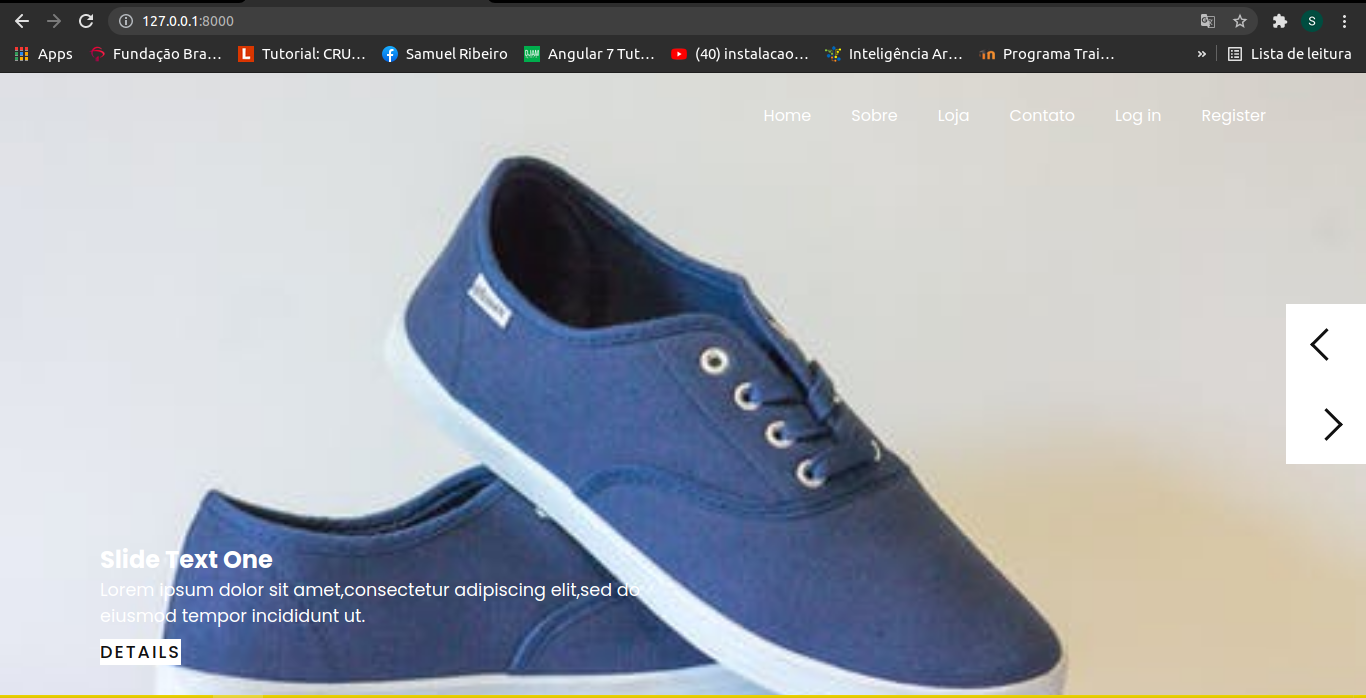 127.0.0.1:8000
Apps Fundação Bra... Tutorial: CRU... Samuel Ribeiro Angular 7 Tut... (40) instalacao... Inteligência Ar... Programa Trai... » Lista de leitura
Home Sobre Loja Contato Log in Register
Slide Text One
Lorem ipsum dolor sit amet,consectetur adipiscing elit,sed do
eiusmod tempor incididunt ut.
DETAILS